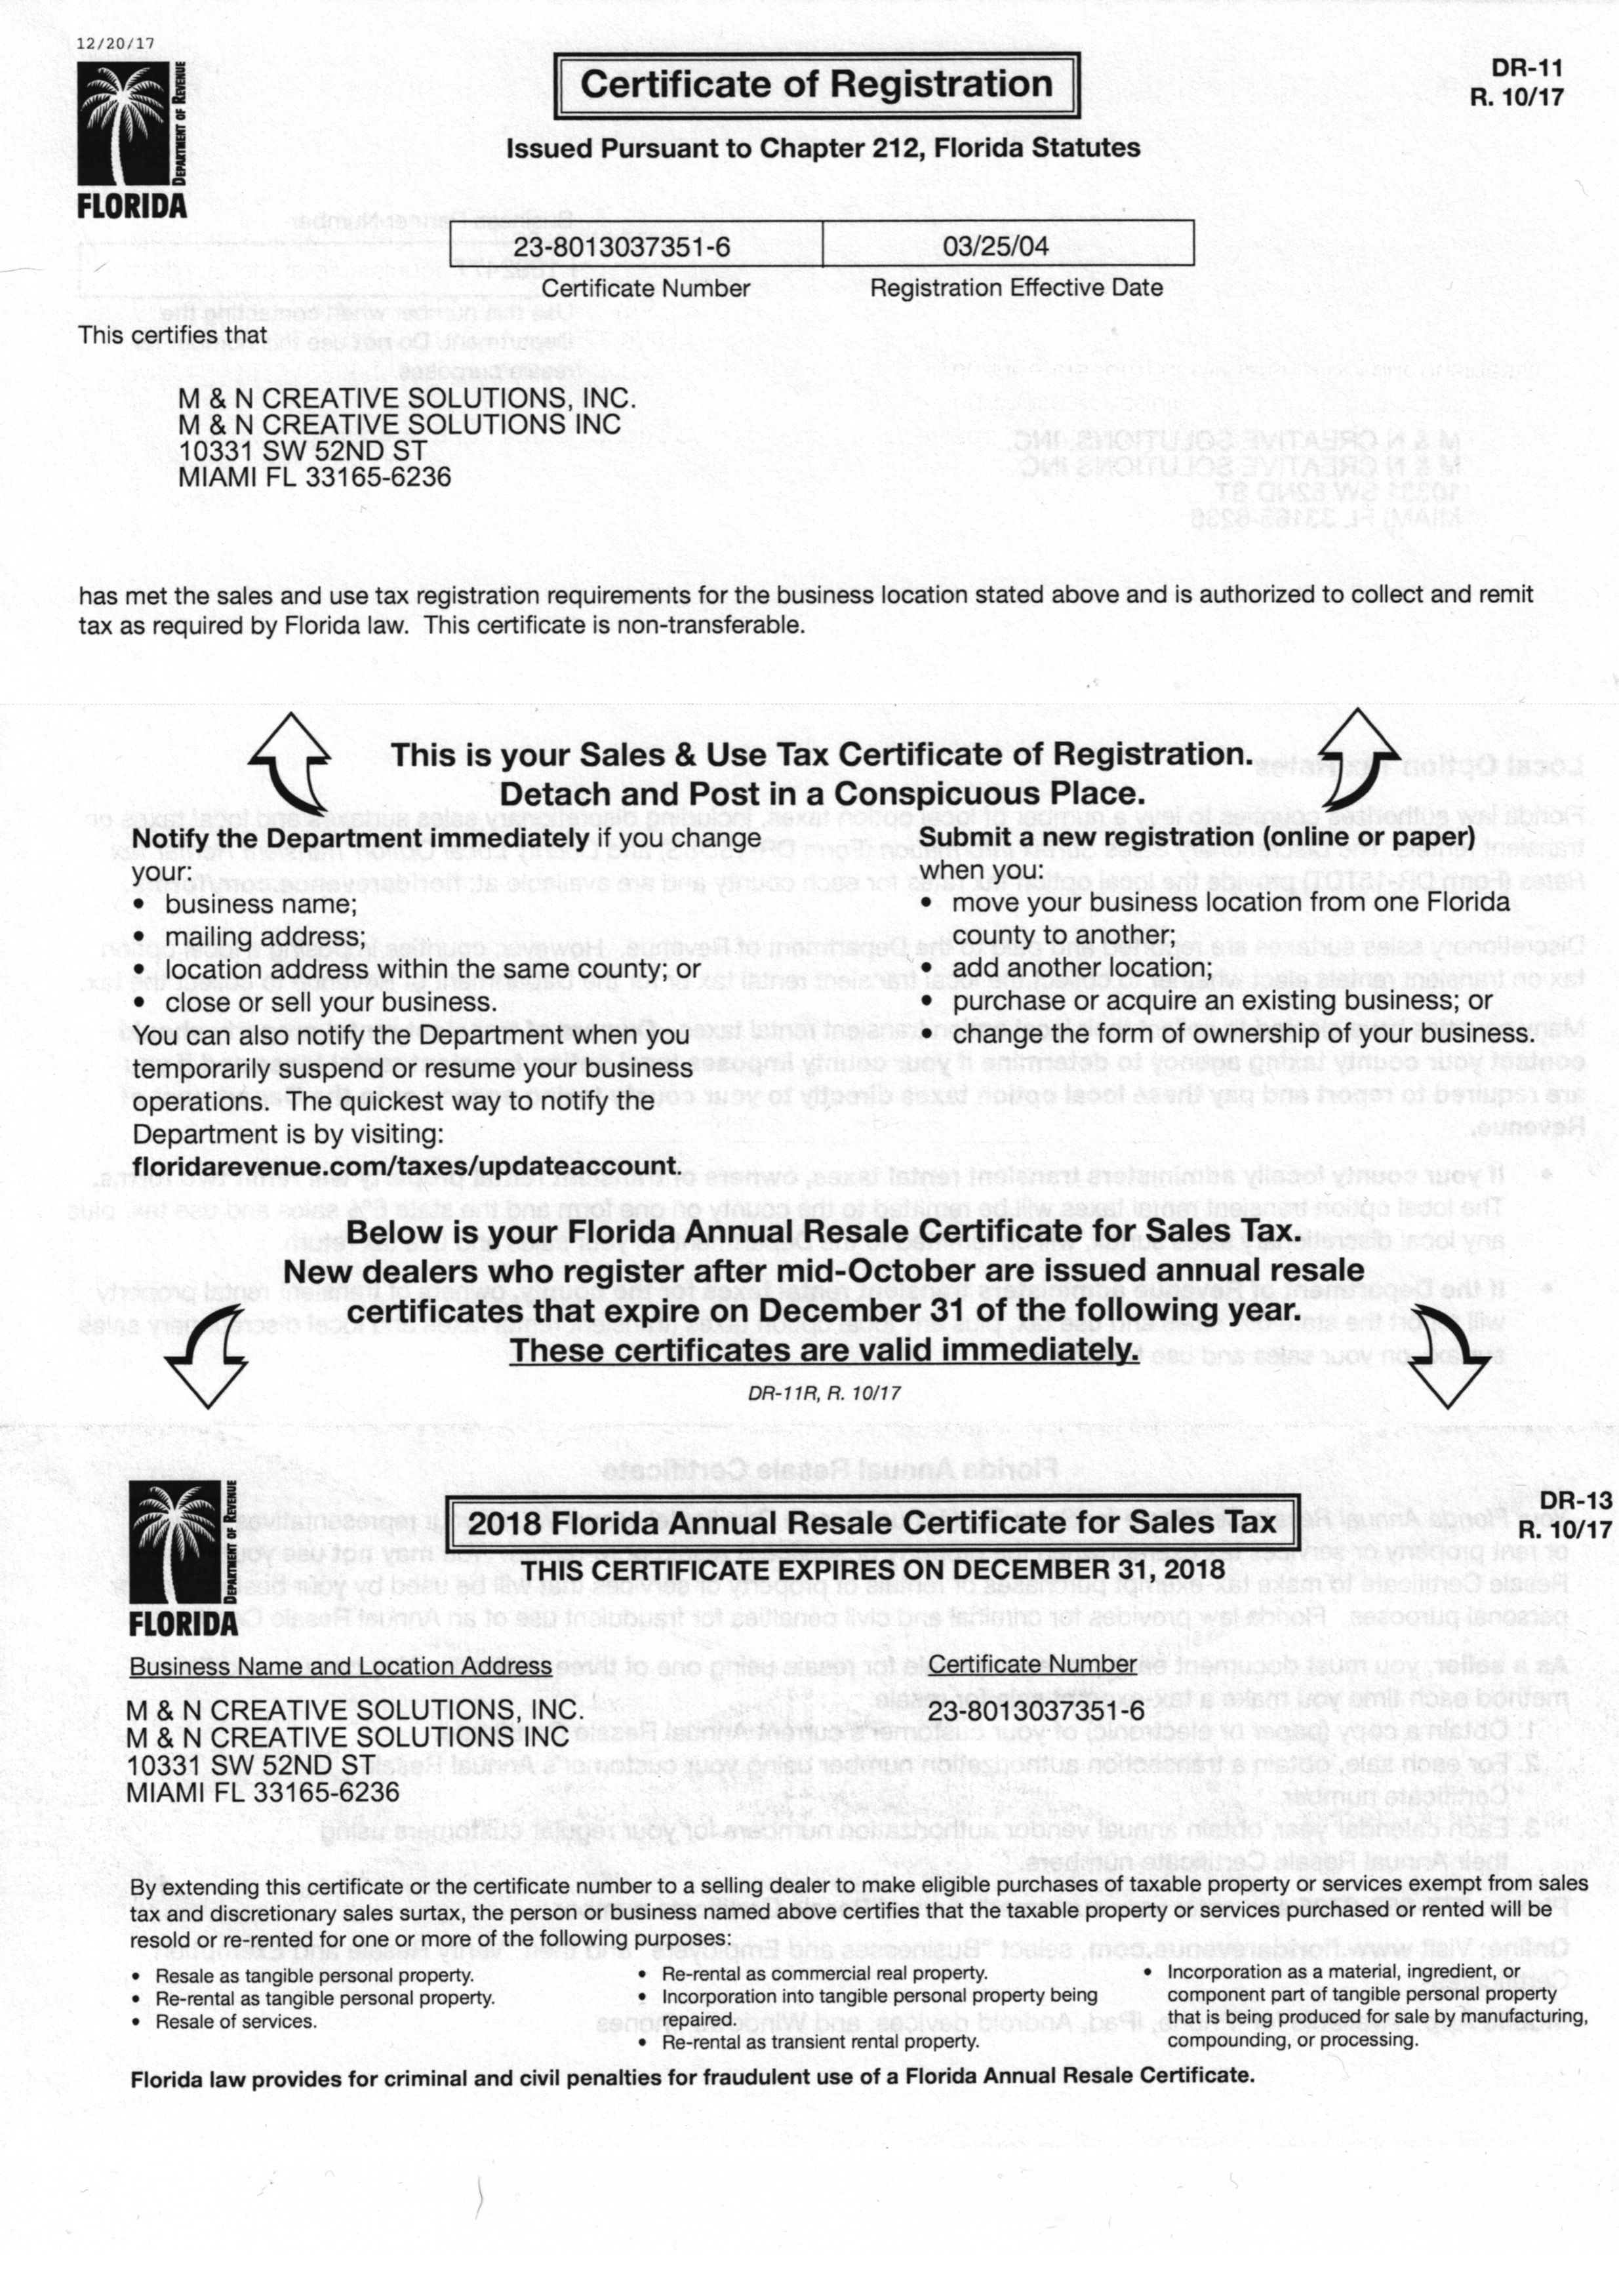 12/20/17
DEPARTMENT OF REVENUE
FLORIDA
Certificate of Registration
DR-11
R. 10/17
Issued Pursuant to Chapter 212, Florida Statutes
23-8013037351-6
03/25/04
Certificate Number
Registration Effective Date
This certifies that
M & N CREATIVE SOLUTIONS, INC.
M & N CREATIVE SOLUTIONS INC
10331 SW 52ND ST
MIAMI FL 33165-6236
has met the sales and use tax registration requirements for the business location stated above and is authorized to collect and remit
tax as required by Florida law. This certificate is non-transferable.
This is your Sales & Use Tax Certificate of Registration.
Detach and Post in a Conspicuous Place.
Notify the Department immediately if you change
your:
• business name;
• mailing address;
• location address within the same county; or
• close or sell your business.
You can also notify the Department when you
temporarily suspend or resume your business
operations. The quickest way to notify the
Department is by visiting:
floridarevenue.com/taxes/updateaccount.
Submit a new registration (online or paper)
when you:
• move your business location from one Florida
county to another;
• add another location;
• purchase or acquire an existing business; or
• change the form of ownership of your business.
Below is your Florida Annual Resale Certificate for Sales Tax.
New dealers who register after mid-October are issued annual resale
certificates that expire on December 31 of the following year.
These certificates are valid immediately.
DR-11R, R. 10/17
DEPARTMENT OF REVENUE
FLORIDA
2018 Florida Annual Resale Certificate for Sales Tax
DR-13
R. 10/17
THIS CERTIFICATE EXPIRES ON DECEMBER 31, 2018
Business Name and Location Address
Certificate Number
M & N CREATIVE SOLUTIONS, INC.
M & N CREATIVE SOLUTIONS INC
10331 SW 52ND ST
MIAMI FL 33165-6236
23-8013037351-6
By extending this certificate or the certificate number to a selling dealer to make eligible purchases of taxable property or services exempt from sales
tax and discretionary sales surtax, the person or business named above certifies that the taxable property or services purchased or rented will be
resold or re-rented for one or more of the following purposes:
• Resale as tangible personal property.
• Re-rental as tangible personal property.
• Resale of services.
• Re-rental as commercial real property.
• Incorporation into tangible personal property being
repaired.
• Re-rental as transient rental property.
• Incorporation as a material, ingredient, or
component part of tangible personal property
that is being produced for sale by manufacturing,
compounding, or processing.
Florida law provides for criminal and civil penalties for fraudulent use of a Florida Annual Resale Certificate.